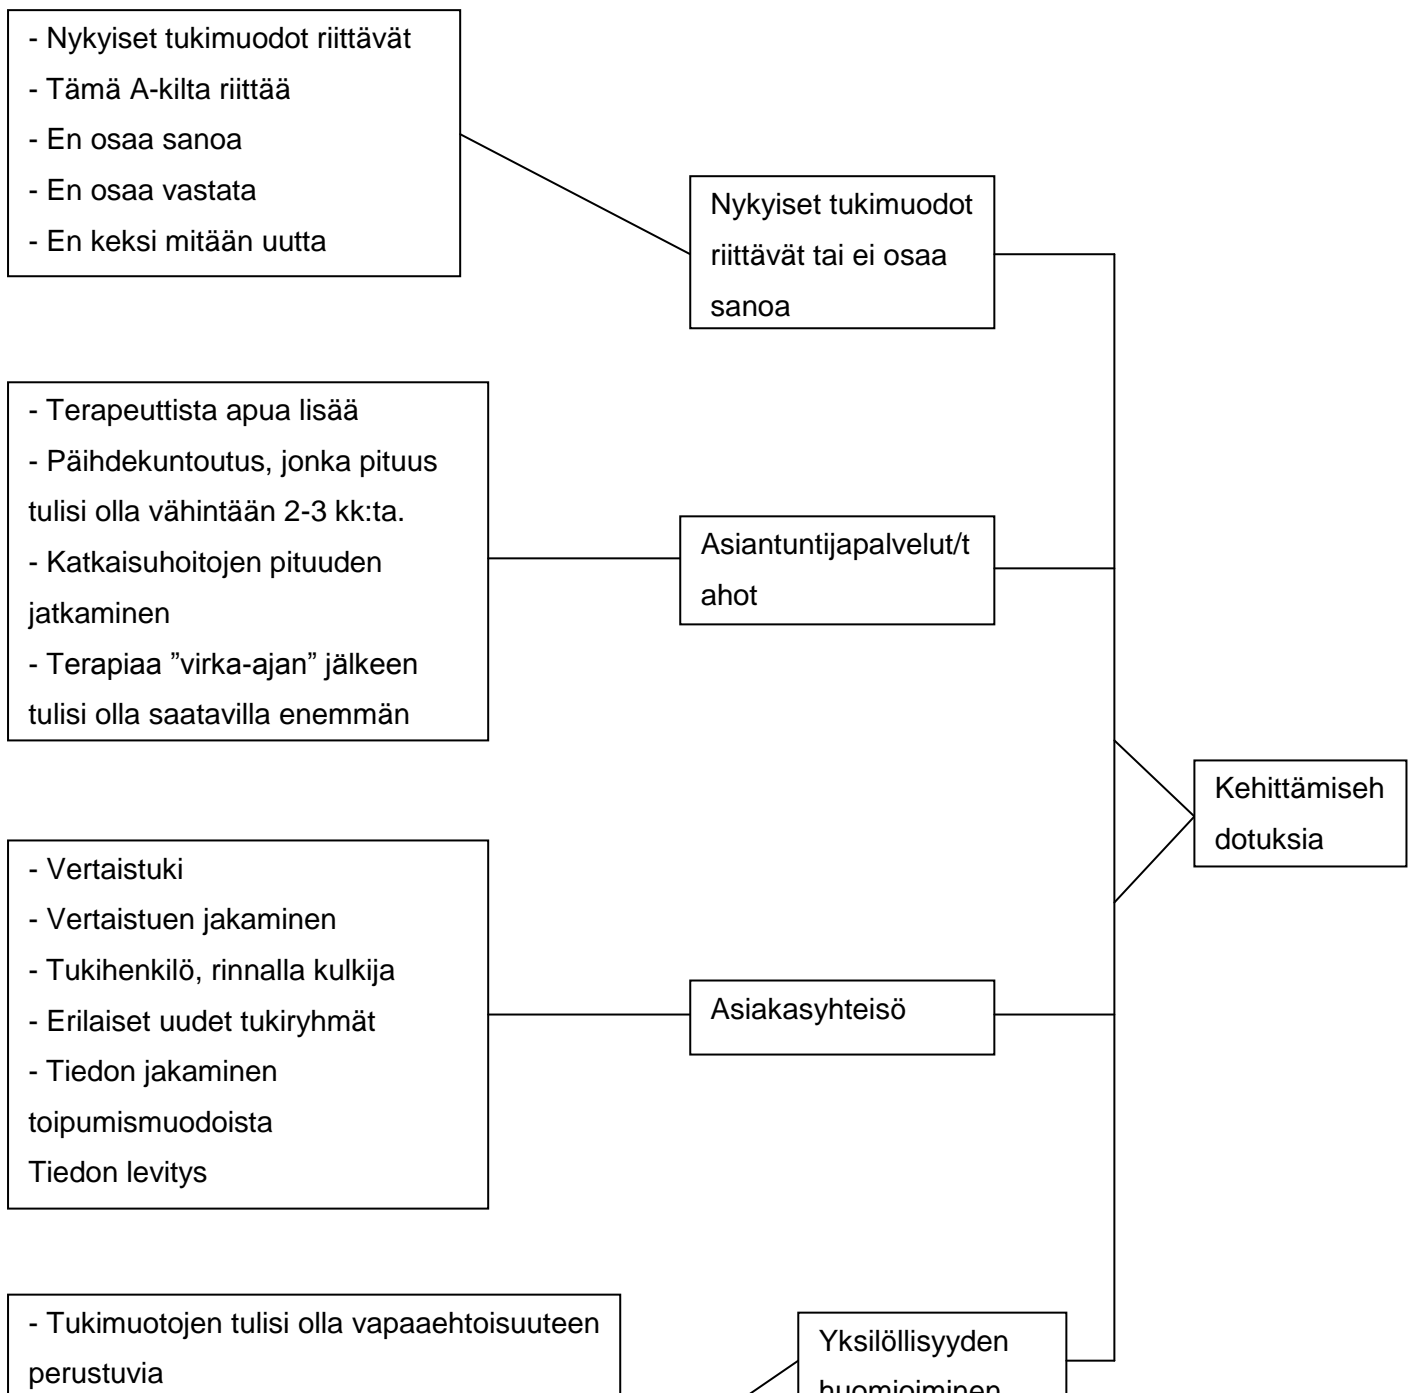 - Nykyiset tukimuodot riittävät
- Tämä A-kilta riittää
- En osaa sanoa
- En osaa vastata
- En keksi mitään uutta
Nykyiset tukimuodot
riittävät tai ei osaa
sanoa
- Terapeuttista apua lisää
- Päihdekuntoutus, jonka pituus
tulisi olla vähintään 2-3 kk:ta.
- Katkaisuhoitojen pituuden
jatkaminen
- Terapiaa ”virka-ajan” jälkeen
tulisi olla saatavilla enemmän
Asiantuntijapalvelut/t
ahot
Kehittämiseh
dotuksia
- Vertaistuki
- Vertaistuen jakaminen
- Tukihenkilö, rinnalla kulkija
- Erilaiset uudet tukiryhmät
- Tiedon jakaminen
toipumismuodoista
Tiedon levitys
Asiakasyhteisö
- Tukimuotojen tulisi olla vapaaehtoisuuteen
perustuvia
Yksilöllisyyden
huomioiminen